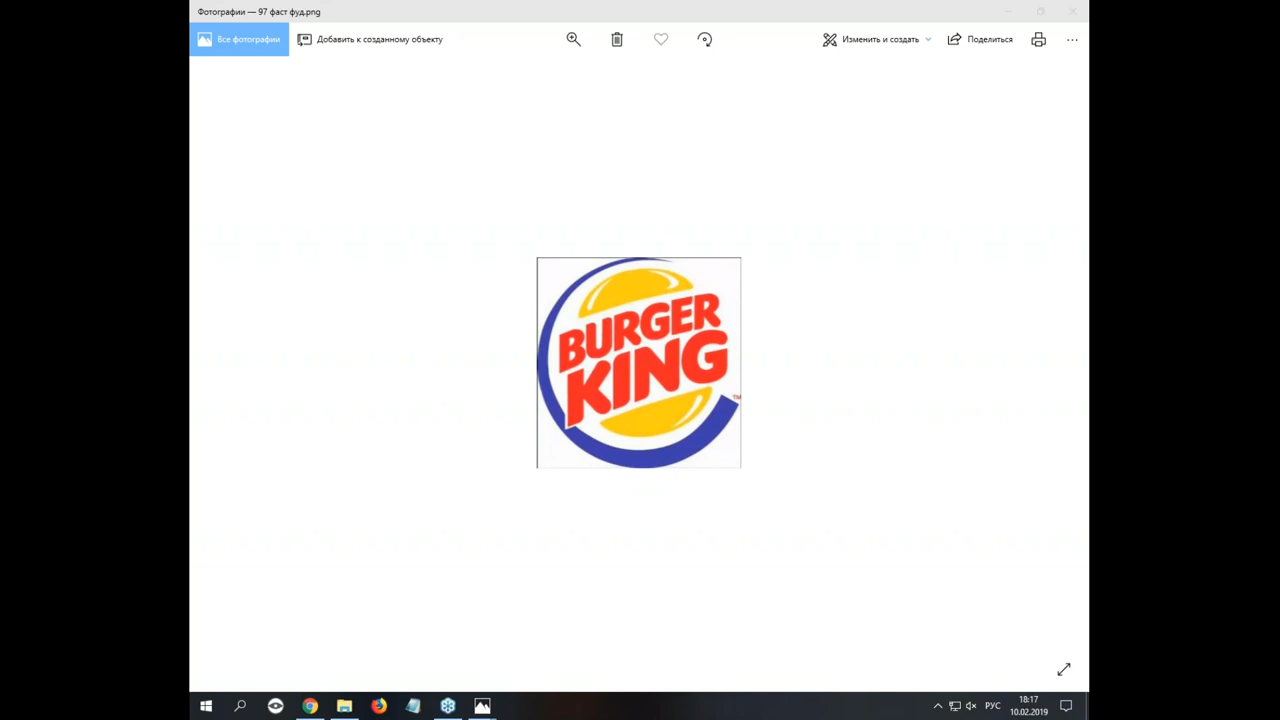 Фотографии — 97 фаст фуд.png
Все фотографии
Добавить к созданному объекту
Изменить и создать
Поделиться
BURGER
KING
TM
РУС
18:17
10.02.2019